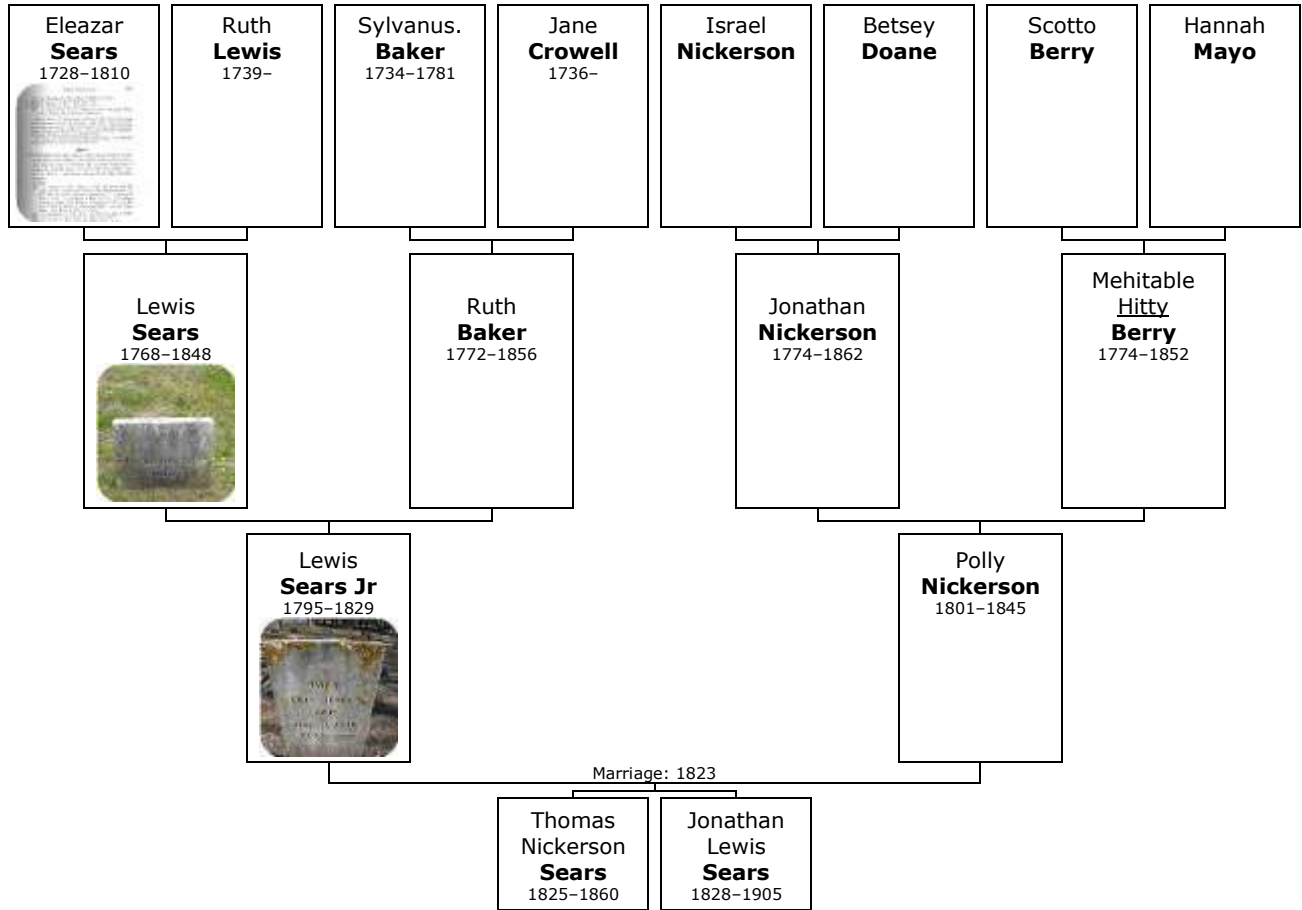 Eleazar
Sears
1728–1810
Ruth
Lewis
1739–
Sylvanus.
Baker
1734–1781
Jane
Crowell
1736–
Israel
Nickerson
Betsey
Doane
Scotto
Berry
Hannah
Mayo
Lewis
Sears
1768–1848
Ruth
Baker
1772–1856
Jonathan
Nickerson
1774–1862
Mehitable
Hitty
Berry
1774–1852
Lewis
Sears Jr
1795–1829
Polly
Nickerson
1801–1845
Marriage: 1823
Thomas
Nickerson
Sears
1825–1860
Jonathan
Lewis
Sears
1828–1905